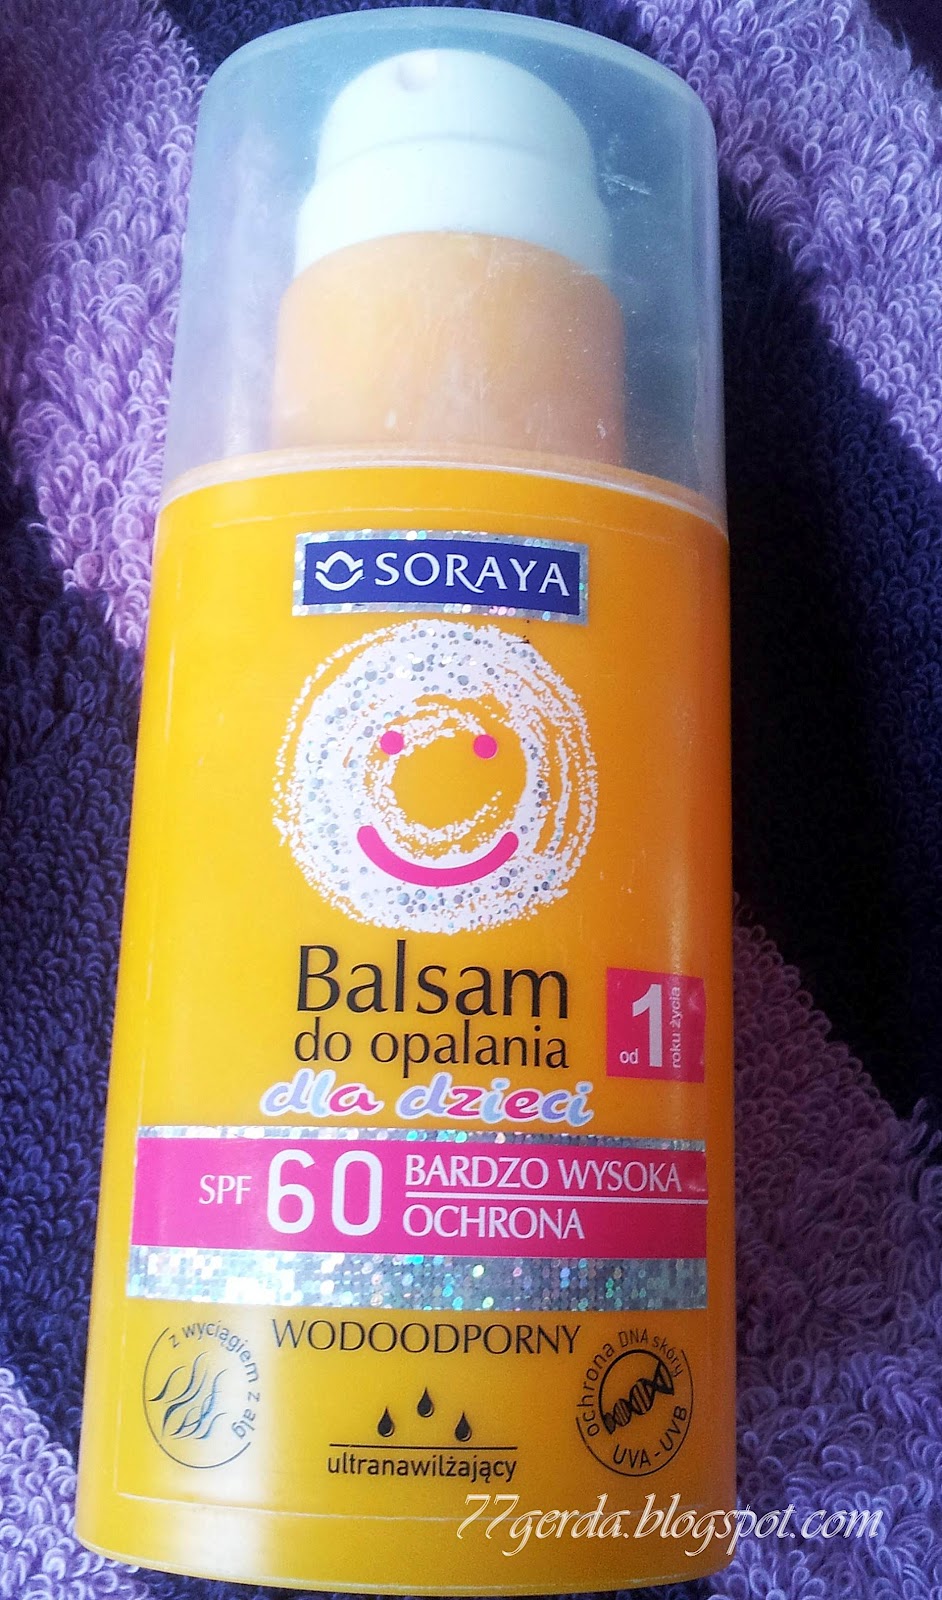 SORAYA
Balsam
do opalania
dla dzieci
od 1 roku życia
SPF 60 BARDZO WYSOKA
OCHRONA
WODOODPORNY
z wyciągiem z alg
ultranawilżający
ochrona DNA skóry
UVA - UVB
77gerda.blogspot.com